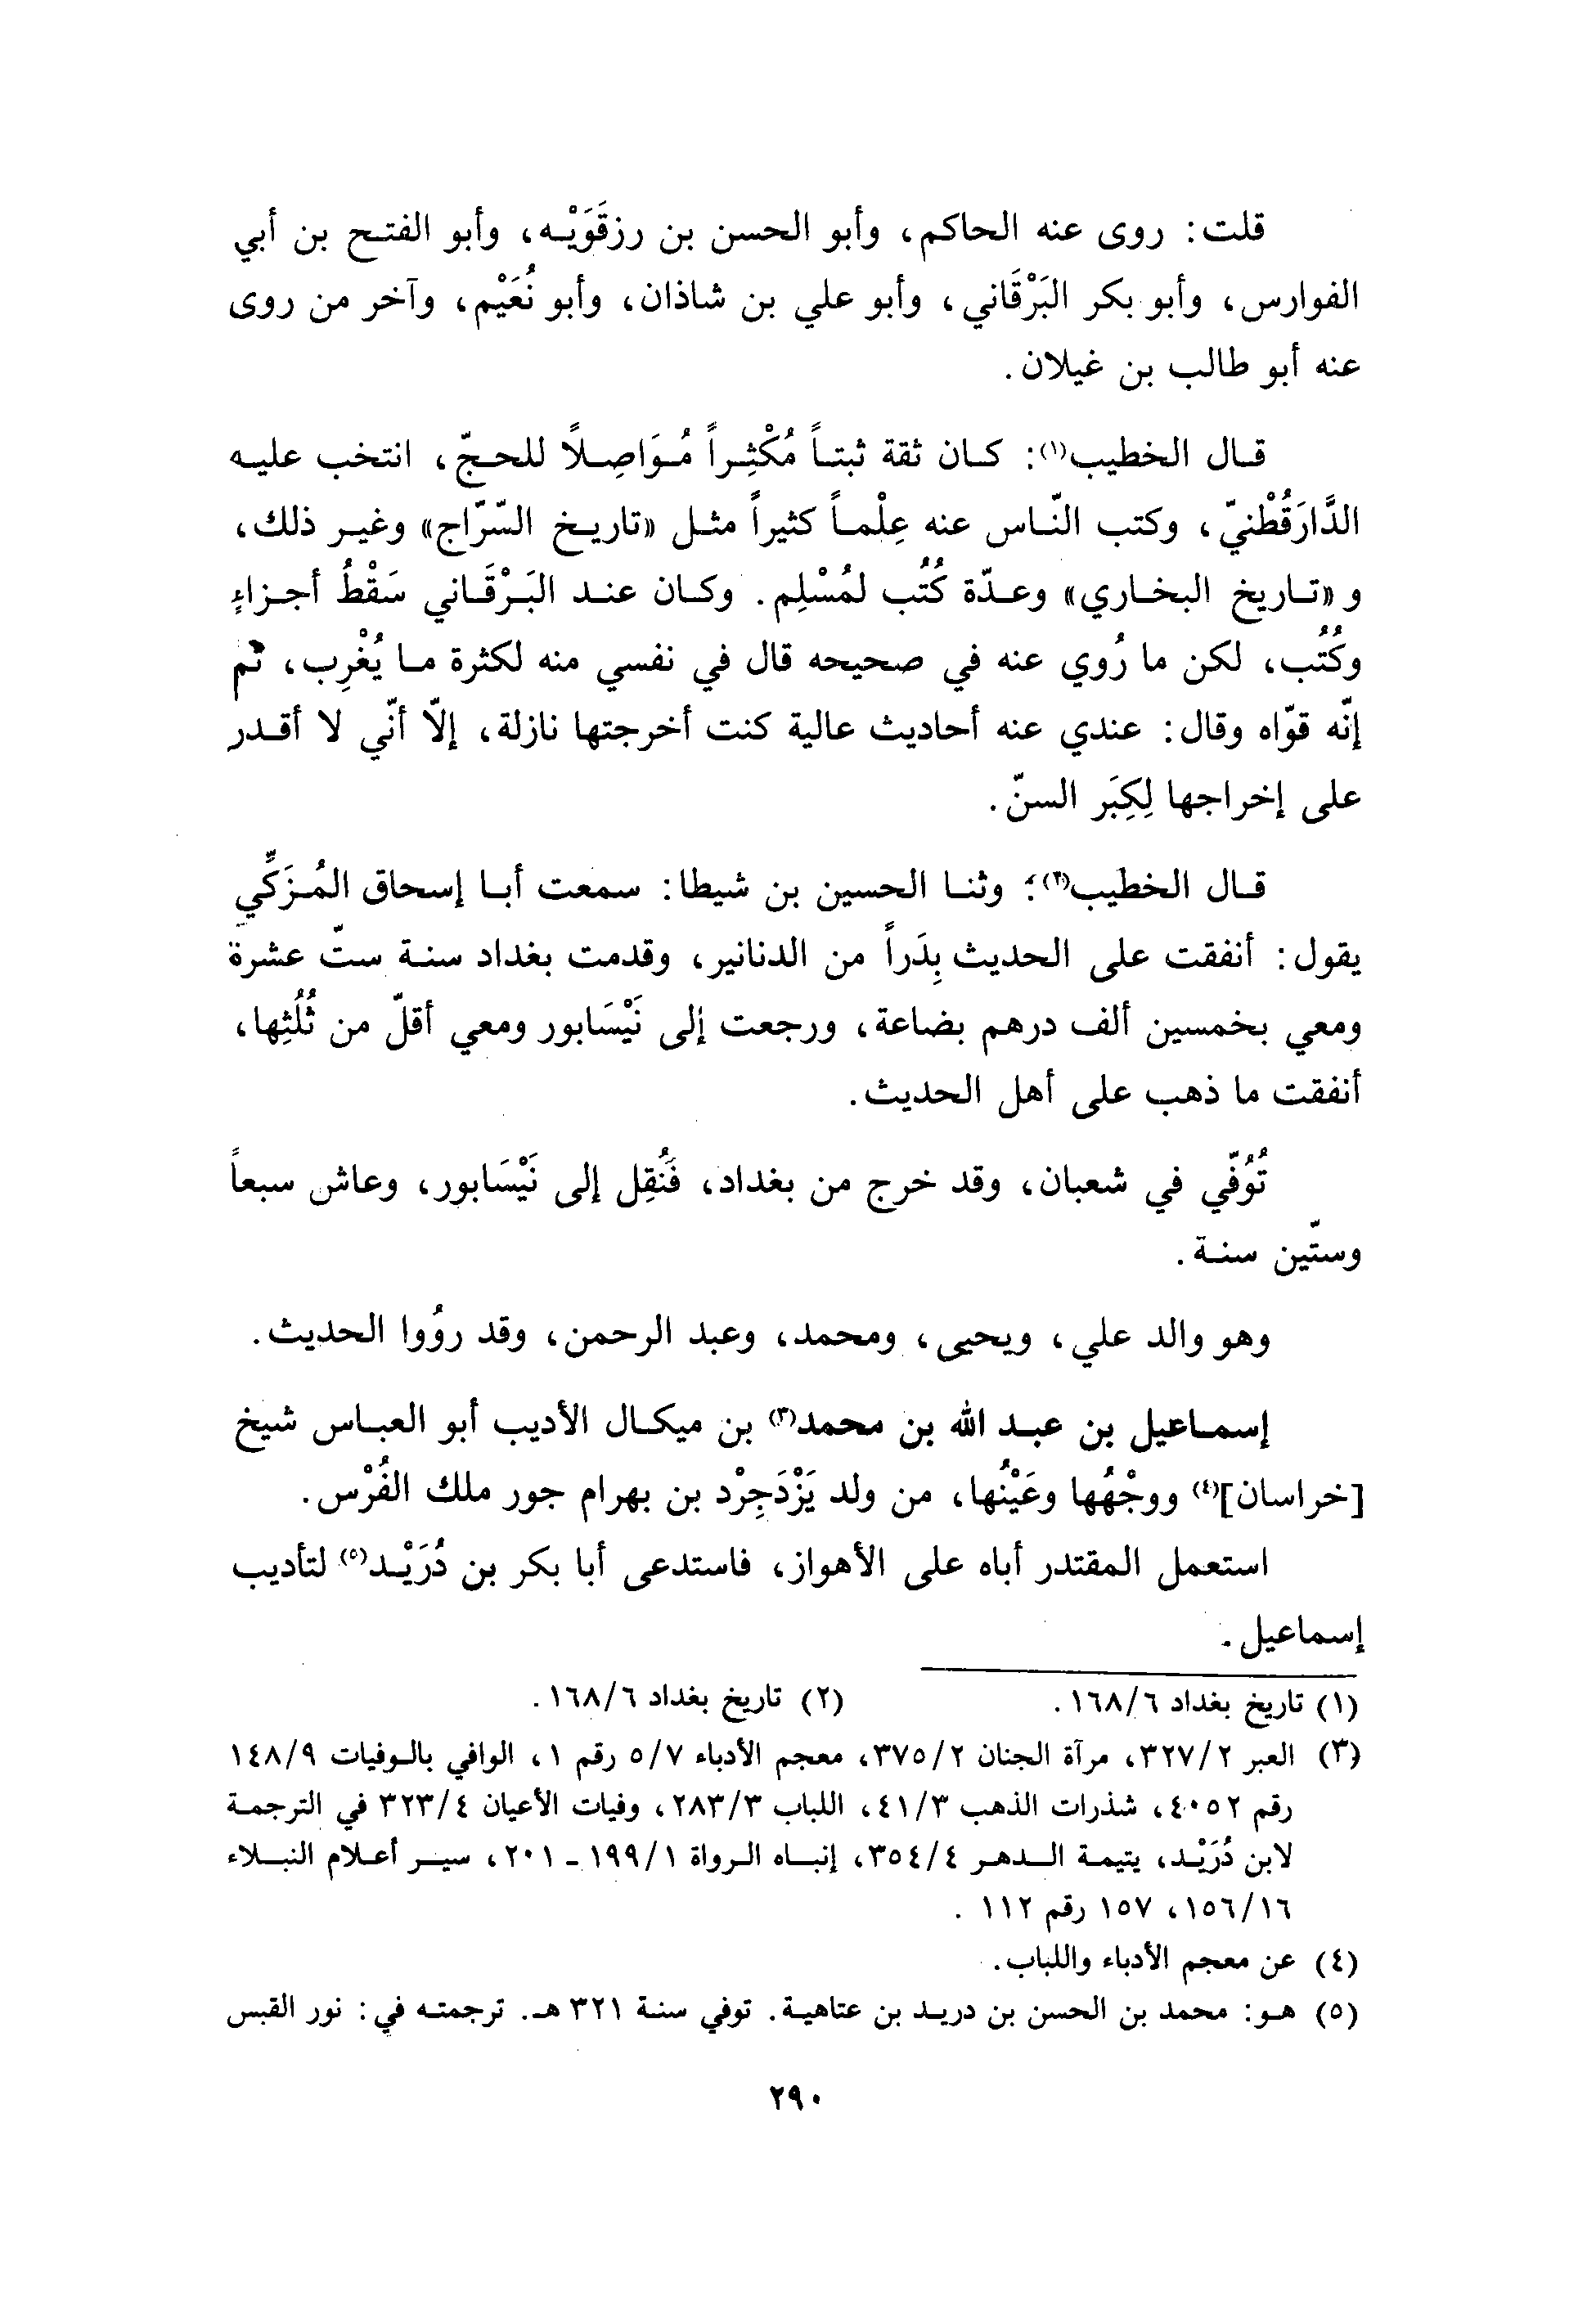 قلت: روى عنه الحاكم، وأبو الحسن بن رزقَوَيْه، وأبو الفتح بن أبي
الفوارس، وأبو بكر البَرْقَاني، وأبو علي بن شاذان، وأبو نُعَيْم، وآخر من روى
عنه أبو طالب بن غيلان.
قال الخطيب(١): كان ثقة ثبتاً مُكْثِراً مُوَاصِلًا للحجّ، انتخب عليه
الدَّارَقُطْنيّ، وكتب النّاس عنه عِلْماً كثيراً مثل «تاريخ السّرّاج» وغير ذلك،
و «تاريخ البخاري» وعدّة كُتُب لمُسْلِم. وكان عند البَرْقَاني سَقْطُ أجزاءٍ
وكُتُب، لكن ما رُوي عنه في صحيحه قال في نفسي منه لكثرة ما يُغْرِب، ثم
إنّه قوّاه وقال: عندي عنه أحاديث عالية كنت أخرجتها نازلة، إلّا أنّي لا أقدر
على إخراجها لِكِبَر السنّ.
قال الخطيب(٢): وثنا الحسين بن شيطا: سمعت أبا إسحاق المُزَكِّي
يقول: أنفقت على الحديث بِدَراً من الدنانير، وقدمت بغداد سنة ستّ عشرة
ومعي بخمسين ألف درهم بضاعة، ورجعت إلى نَيْسَابور ومعي أقلّ من ثُلُثِها،
أنفقت ما ذهب على أهل الحديث.
تُوُفّي في شعبان، وقد خرج من بغداد، فَنُقِل إلى نَيْسَابور، وعاش سبعاً
وستّين سنة.
وهو والد علي، ويحيى، ومحمد، وعبد الرحمن، وقد روُوا الحديث.
إسماعيل بن عبد الله بن محمد(٣) بن ميكال الأديب أبو العباس شيخ
[خراسان](٤) ووجْهُها وعَيْنُها، من ولد يَزْدَجِرْد بن بهرام جور ملك الفُرْس.
استعمل المقتدر أباه على الأهواز، فاستدعى أبا بكر بن دُرَيْد(٥) لتأديب
إسماعيل.
(١) تاريخ بغداد ١٦٨/٦. (٢) تاريخ بغداد ١٦٨/٦.
(٣) العبر ٣٢٧/٢، مرآة الجنان ٣٧٥/٢، معجم الأدباء ٥/٧ رقم ١، الوافي بالوفيات ١٤٨/٩
رقم ٤٠٥٢، شذرات الذهب ٤١/٣، اللباب ٢٨٣/٣، وفيات الأعيان ٣٢٣/٤ في الترجمة
لابن دُرَيْد، يتيمة الدهر ٣٥٤/٤، إنباه الرواة ١٩٩/١ - ٢٠١، سير أعلام النبلاء
١٥٦/١٦، ١٥٧ رقم ١١٢ .
(٤) عن معجم الأدباء واللباب.
(٥) هو: محمد بن الحسن بن دريد بن عتاهية. توفي سنة ٣٢١ هـ. ترجمته في: نور القبس
٢٩٠